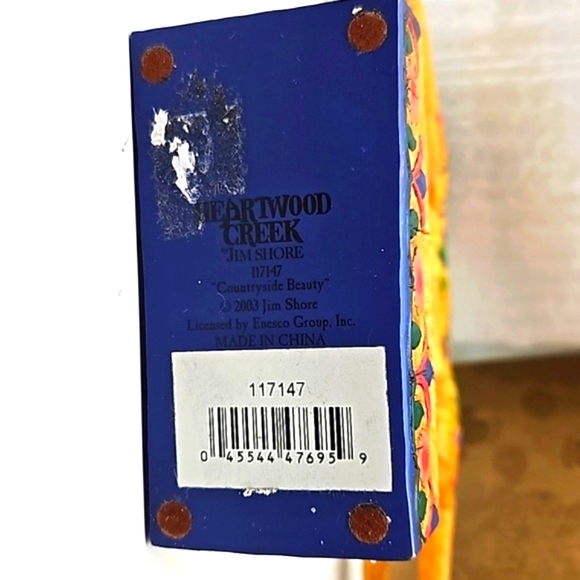 HEARTWOOD
CREEK
BY JIM SHORE
117147
"Countryside Beauty"
© 2003 Jim Shore
Licensed by Enesco Group, Inc.
MADE IN CHINA
117147
0 45544 47695 9